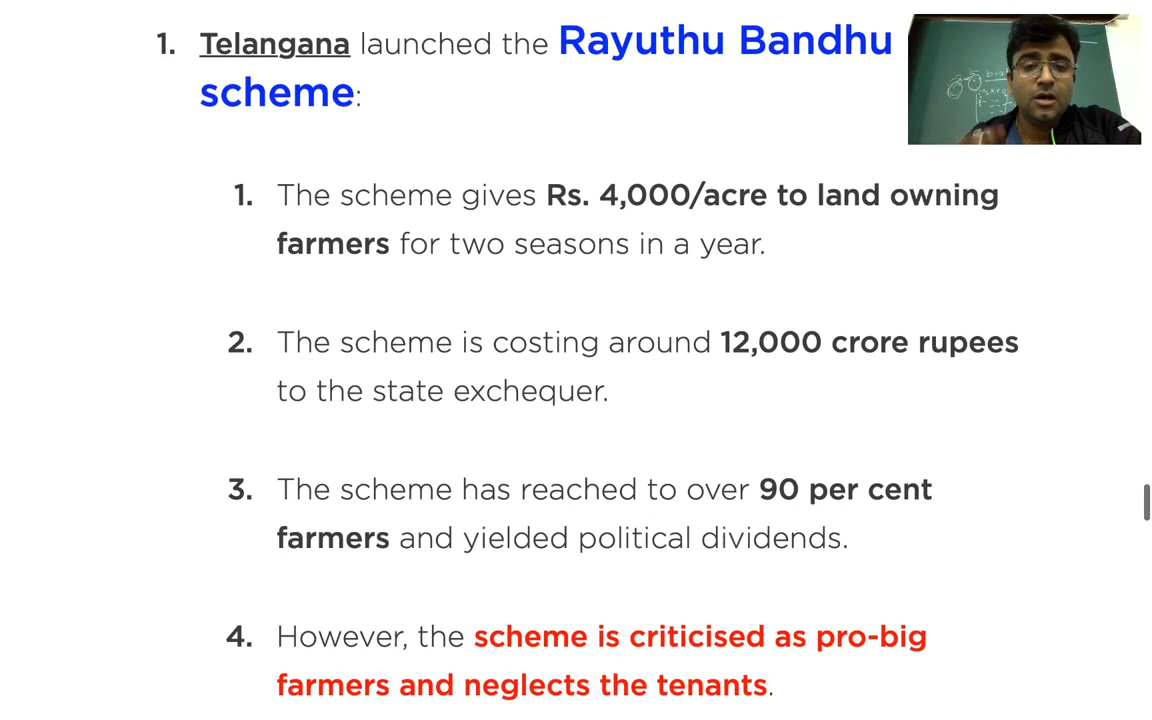 1. Telangana launched the Rayuthu Bandhu
scheme:
1. The scheme gives Rs. 4,000/acre to land owning
farmers for two seasons in a year.
2. The scheme is costing around 12,000 crore rupees
to the state exchequer.
3. The scheme has reached to over 90 per cent
farmers and yielded political dividends.
4. However, the scheme is criticised as pro-big
farmers and neglects the tenants.